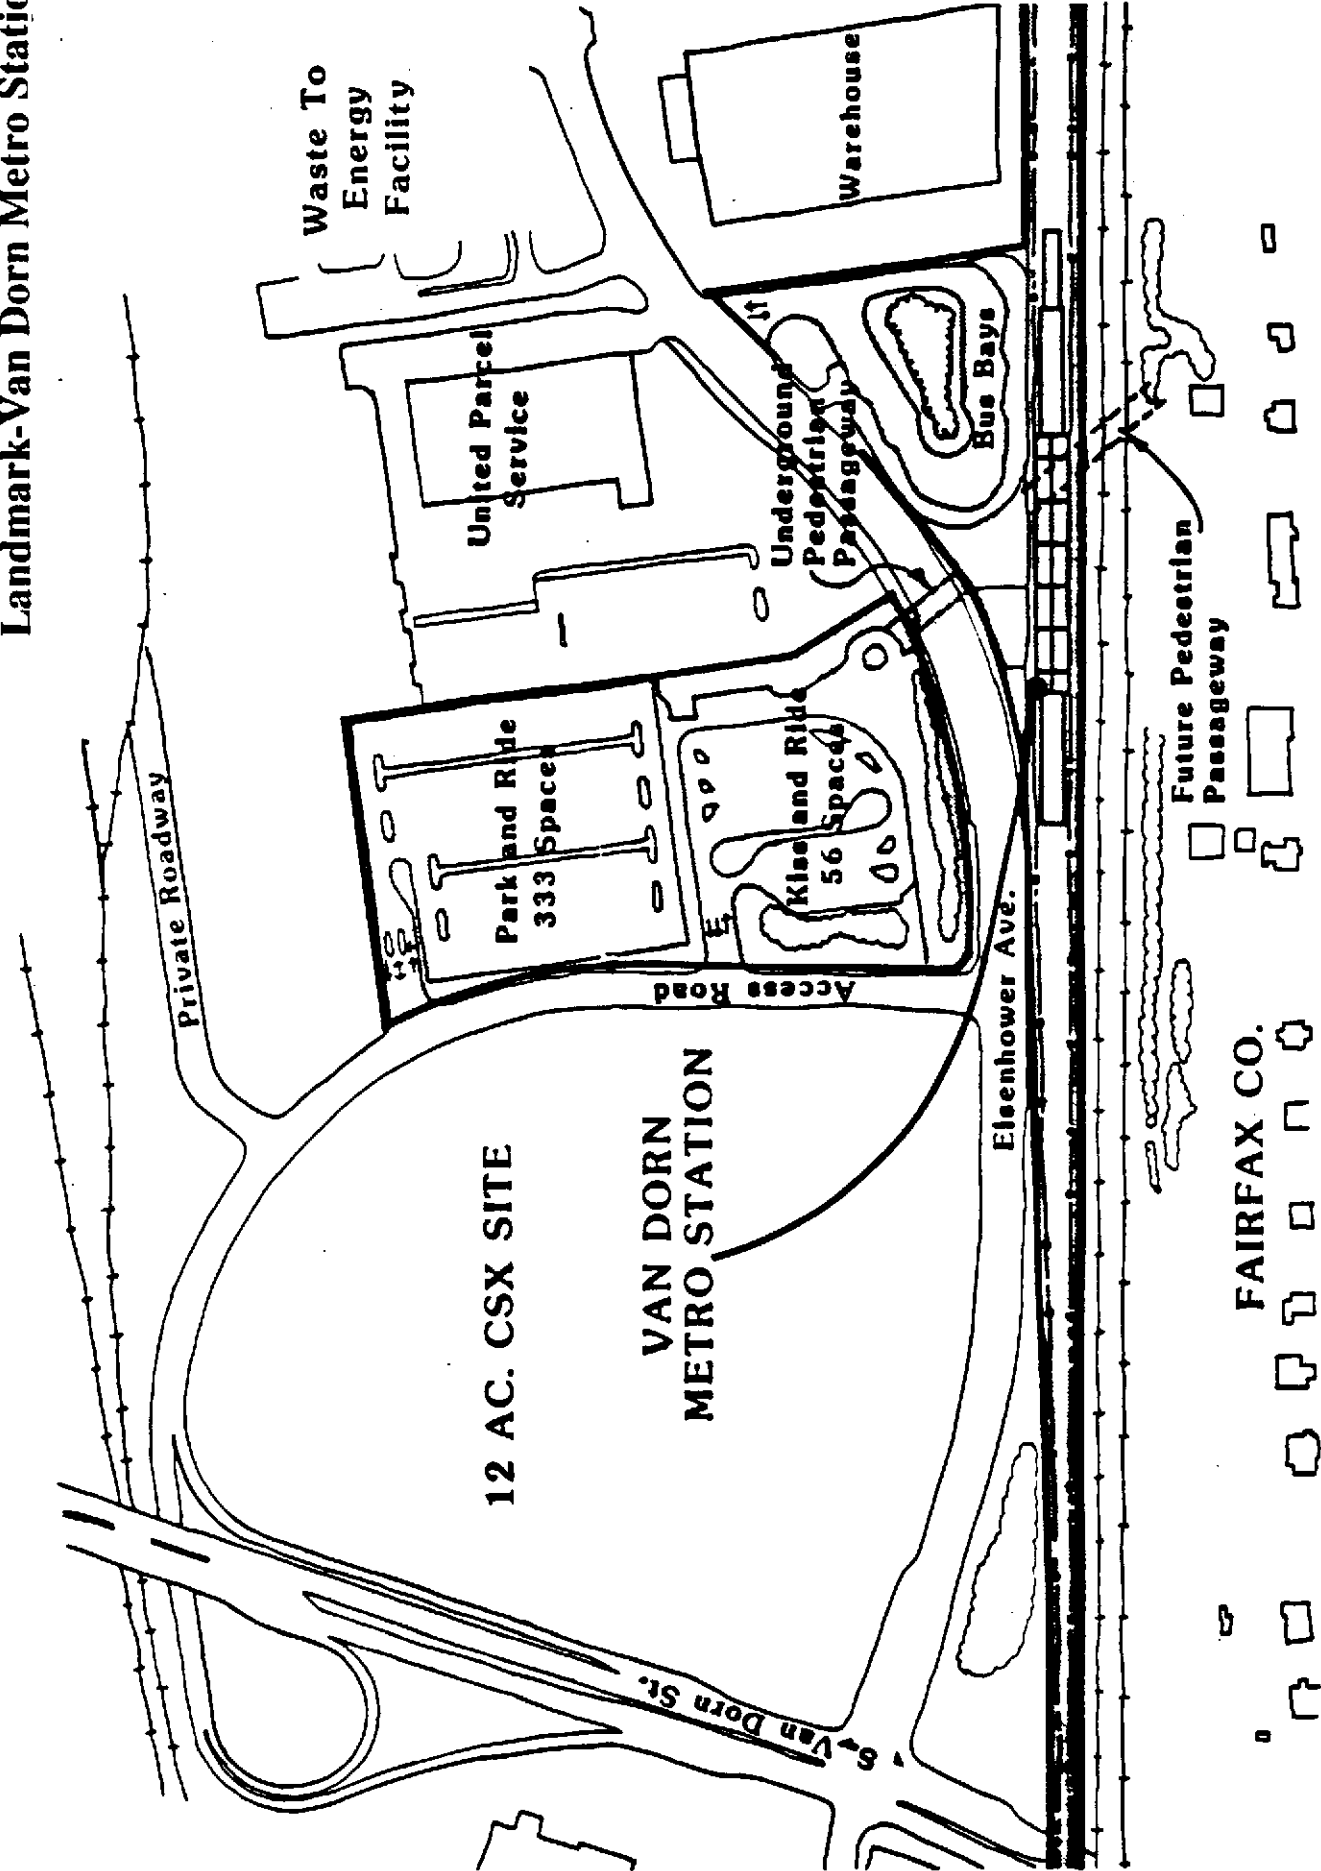 Landmark-Van Dorn Metro Statio
Waste To
Energy
Facility
Private Roadway
United Parcel
Service
Warehouse
Park and Ride
333 Spaces
Underground
Pedestrian
Passageway
Bus Bays
Kiss and Ride
56 Spaces
Access Road
12 AC. CSX SITE
VAN DORN
METRO STATION
Eisenhower Ave.
Future Pedestrian
Passageway
S. Van Dorn St.
FAIRFAX CO.